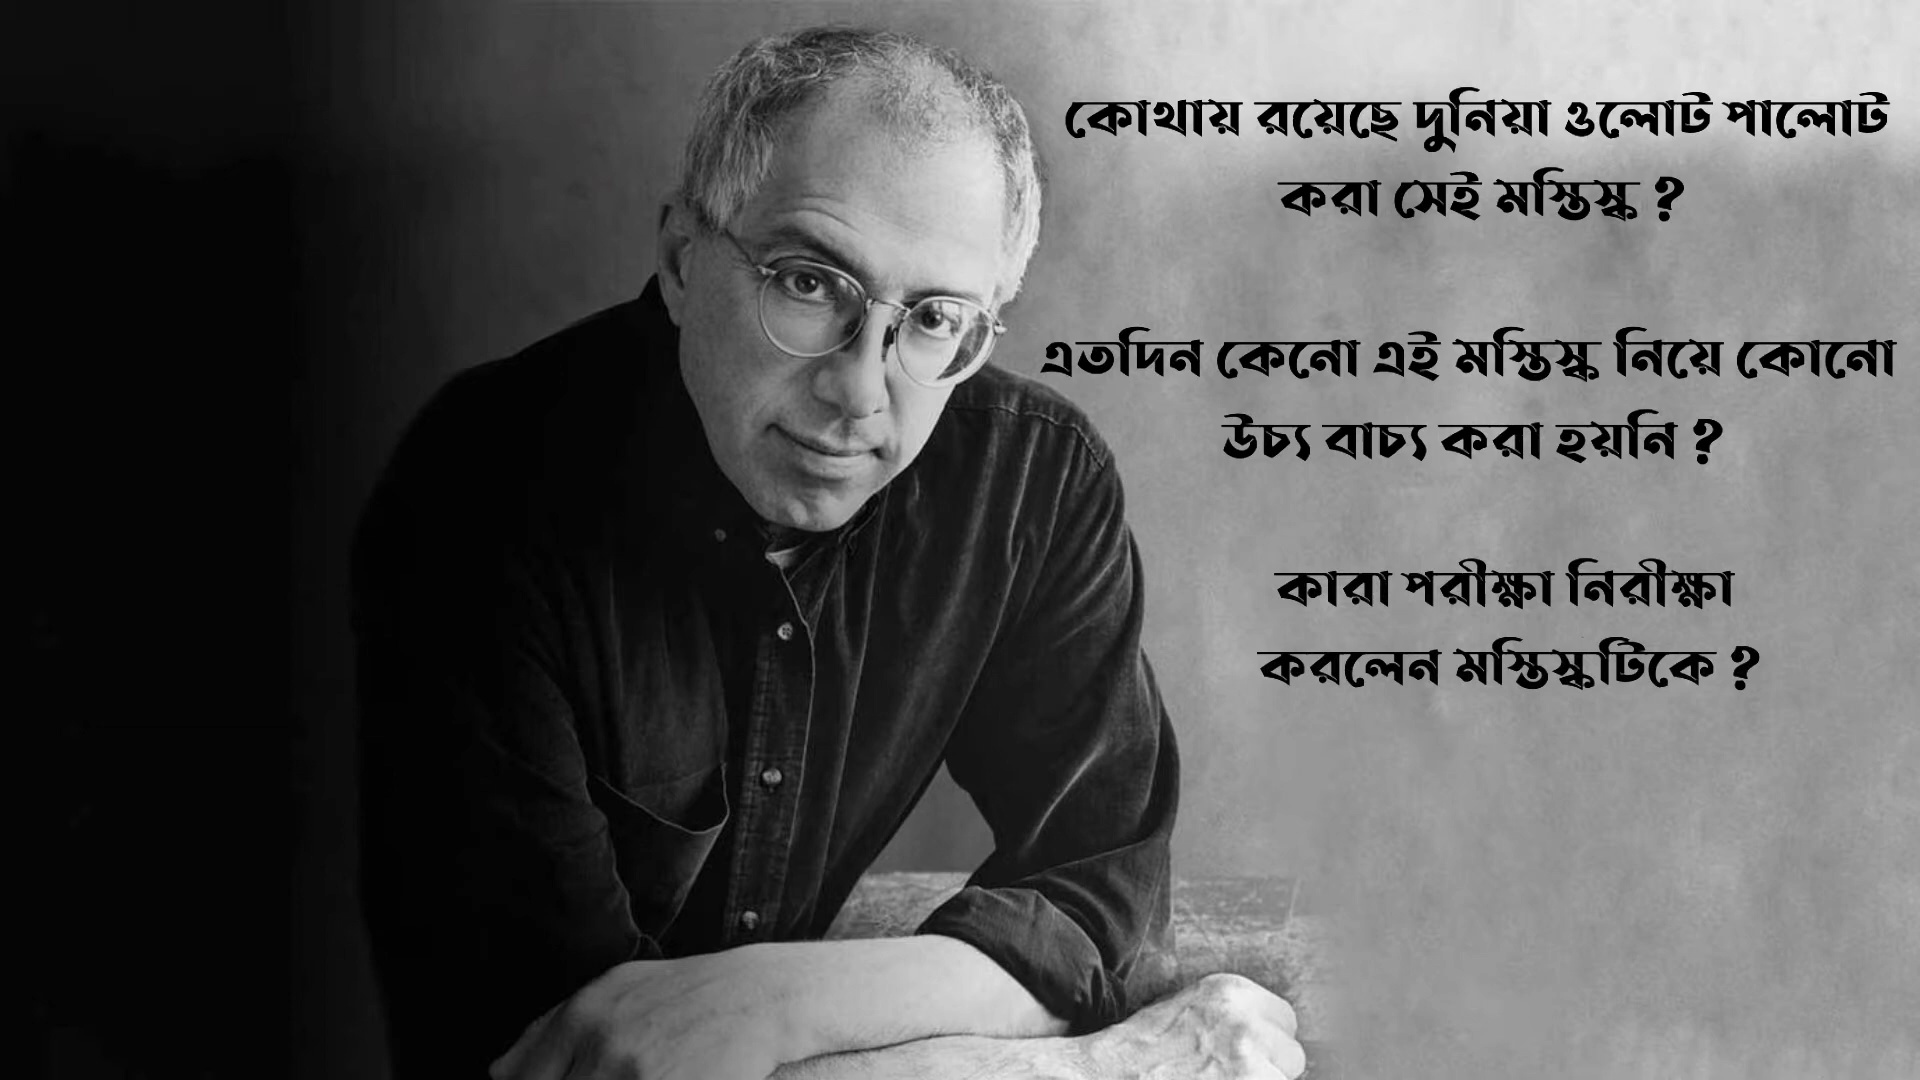 কোথায় রয়েছে দুনিয়া ওলোট পালোট
করা সেই মস্তিস্ক ?
এতদিন কেনো এই মস্তিস্ক নিয়ে কোনো
উচ্য বাচ্য করা হয়নি ?
কারা পরীক্ষা নিরীক্ষা
করলেন মস্তিস্কটিকে ?